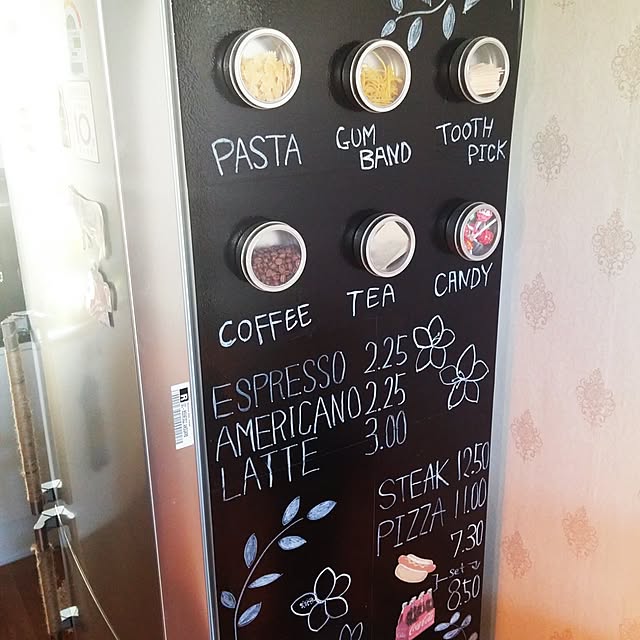 PASTA
GUM
BAND
TOOTH
PICK
COFFEE
TEA
CANDY
ESPRESSO 2.25
AMERICANO 2.25
LATTE 3.00
STEAK 12.50
PIZZA 11.00
7.30
set
8.50